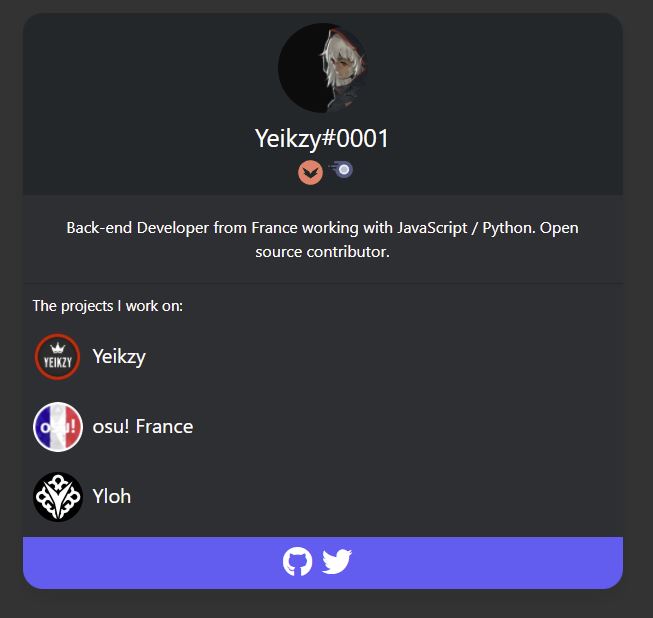 Yeikzy#0001
Back-end Developer from France working with JavaScript / Python. Open
source contributor.
The projects I work on:
YEIKZY
Yeikzy
osu!
osu! France
Yloh